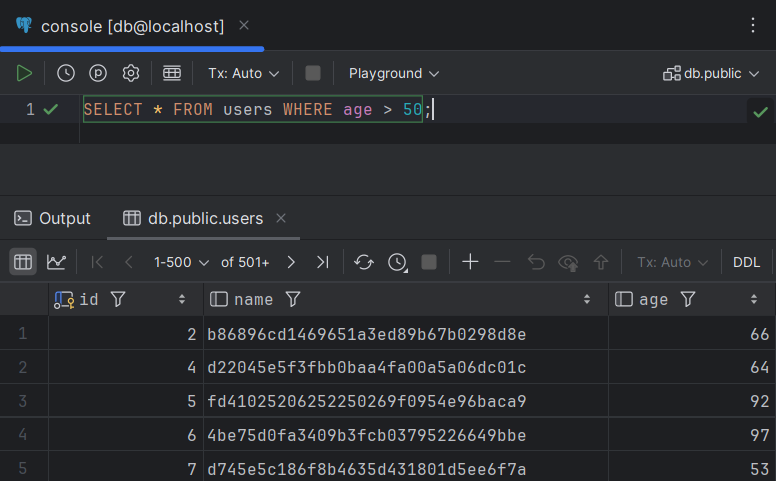 console [db@localhost]
Tx: Auto Playground db.public
1 SELECT * FROM users WHERE age > 50;
Output db.public.users
1-500 of 501+ Tx: Auto DDL
id name age
1 2 b86896cd1469651a3ed89b67b0298d8e 66
2 4 d22045e5f3fbb0baa4fa00a5a06dc01c 64
3 5 fd41025206252250269f0954e96baca9 92
4 6 4be75d0fa3409b3fcb03795226649bbe 97
5 7 d745e5c186f8b4635d431801d5ee6f7a 53